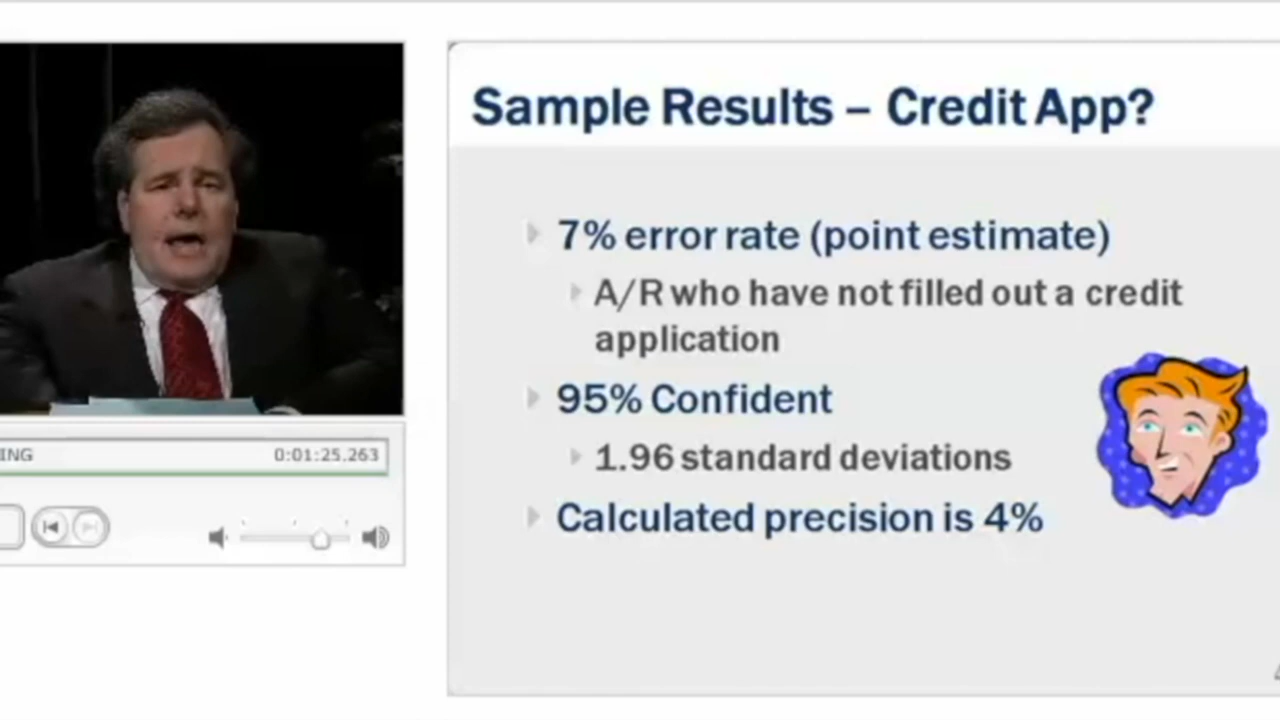 Sample Results – Credit App?
7% error rate (point estimate)
A/R who have not filled out a credit
application
95% Confident
1.96 standard deviations
Calculated precision is 4%
ING
0:01:25.263